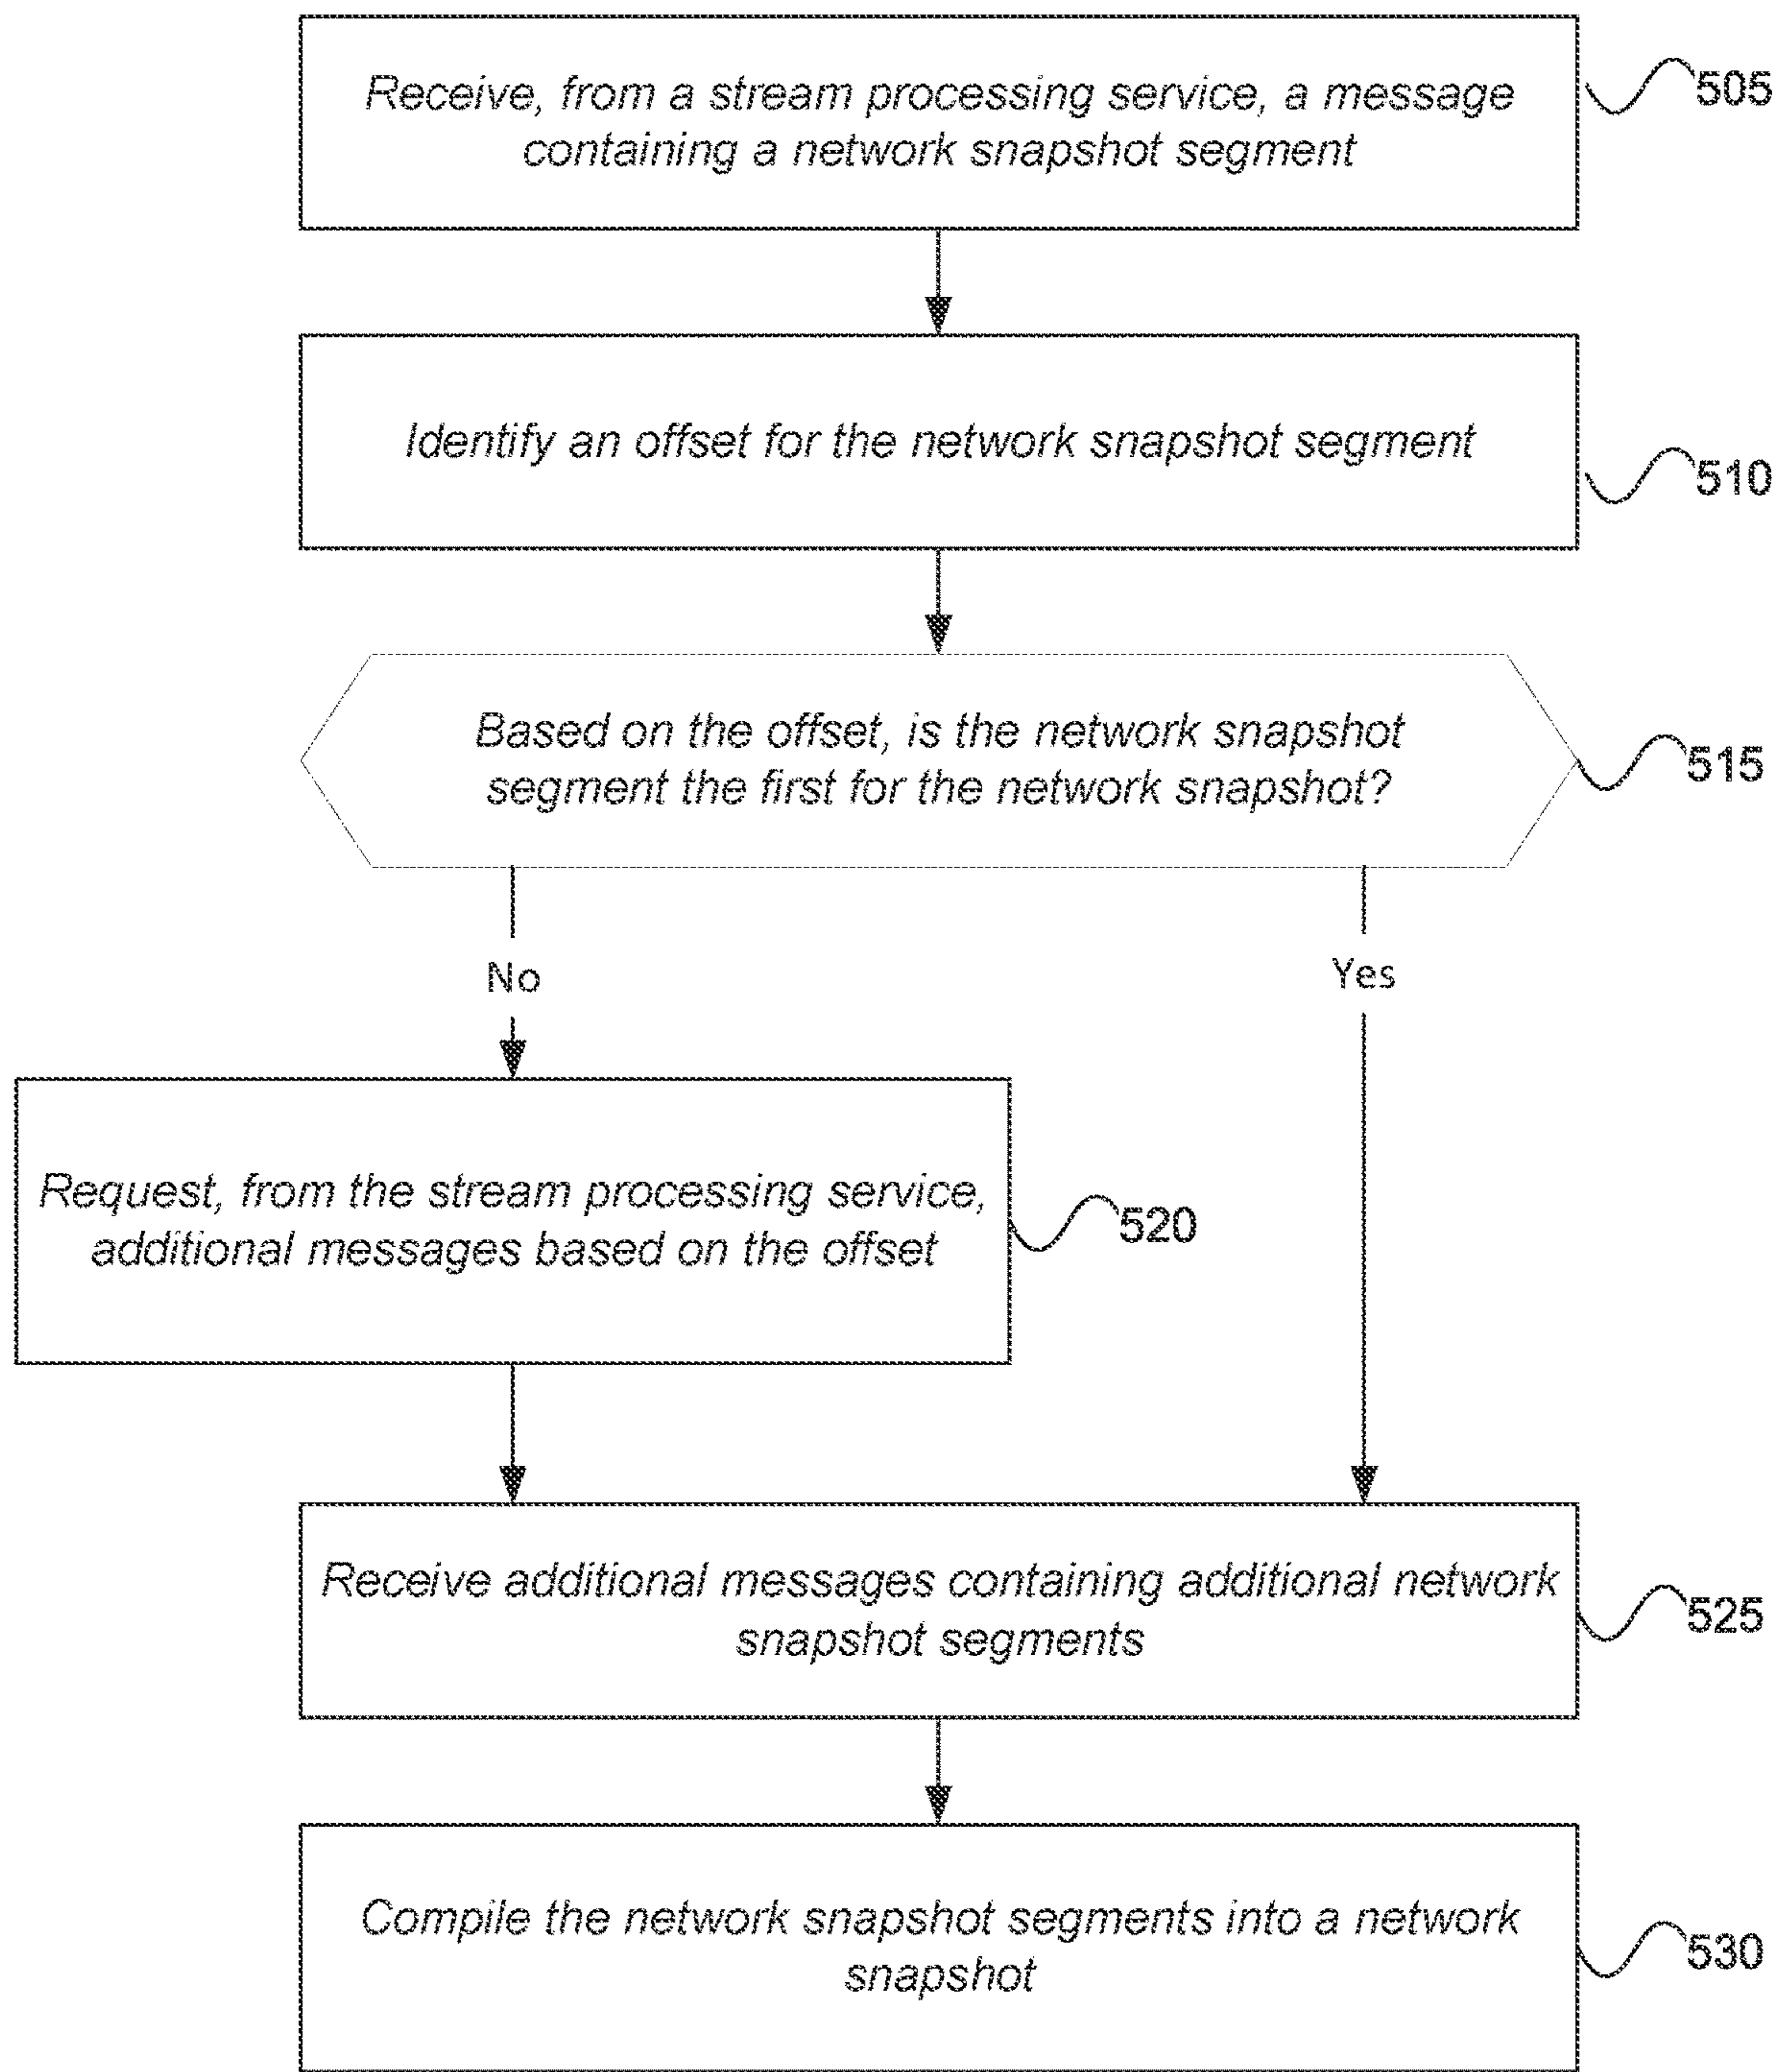 Receive, from a stream processing service, a message
containing a network snapshot segment
505
Identify an offset for the network snapshot segment
510
Based on the offset, is the network snapshot
segment the first for the network snapshot?
515
No
Yes
Request, from the stream processing service,
additional messages based on the offset
520
Receive additional messages containing additional network
snapshot segments
525
Compile the network snapshot segments into a network
snapshot
530